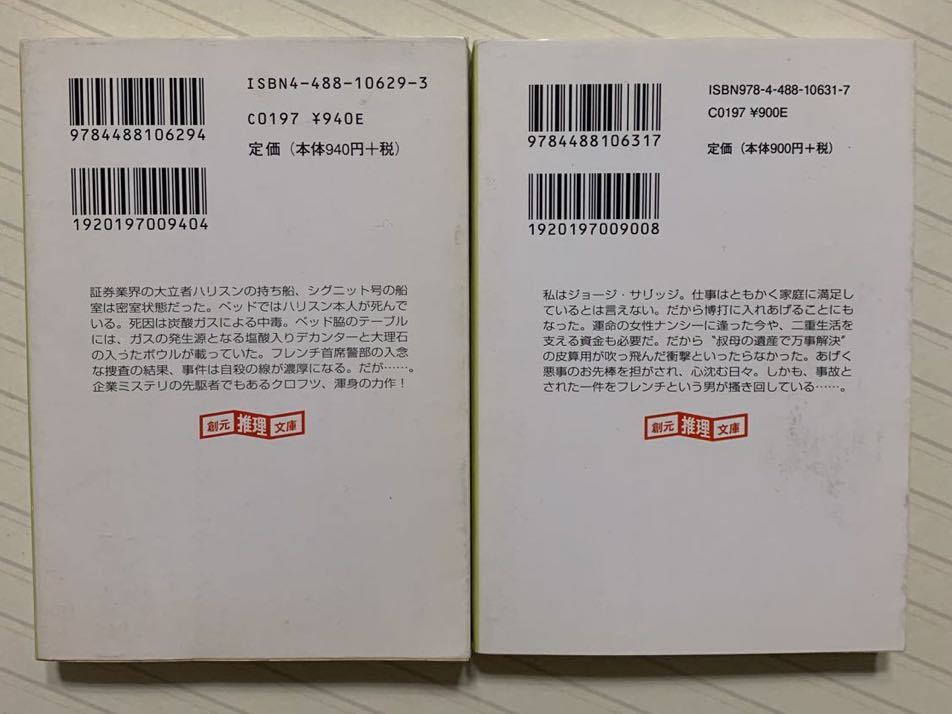 ISBN4-488-10629-3
9784488106294
C0197 ¥940E
定価（本体940円＋税）
1920197009404
証券業界の大立者ハリスンの持ち船、シグニット号の船
室は密室状態だった。ベッドではハリスン本人が死んで
いる。死因は炭酸ガスによる中毒。ベッド脇のテーブル
には、ガスの発生源となる塩酸入りデカンターと大理石
の入ったボウルが載っていた。フレンチ首席警部の入念
な捜査の結果、事件は自殺の線が濃厚になる。だが……。
企業ミステリの先駆者でもあるクロフツ、渾身の力作！
創元推理文庫
ISBN978-4-488-10631-7
9784488106317
C0197 ¥900E
定価（本体900円＋税）
1920197009008
私はジョージ・サリッジ。仕事はともかく家庭に満足し
ているとは言えない。だから博打に入れあげることにも
なった。運命の女性ナンシーに逢った今や、二重生活を
支える資金も必要だ。だから〝叔母の遺産で万事解決〟
の皮算用が吹っ飛んだ衝撃といったらなかった。あげく
悪事のお先棒を担がされ、心沈む日々。しかも、事故と
された一件をフレンチという男が搔き回している……。
創元推理文庫